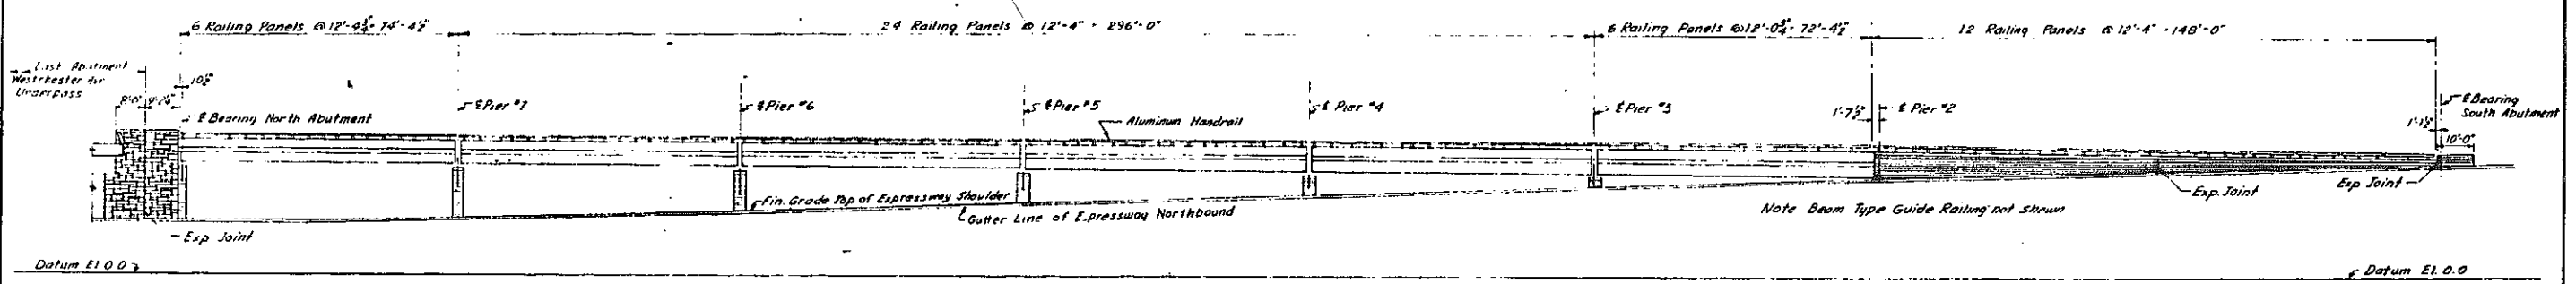 6 Railing Panels @ 12'-4¾" = 74'-4½"
24 Railing Panels @ 12'-4" = 296'-0"
6 Railing Panels @ 12'-0¾" = 72'-4½"
12 Railing Panels @ 12'-4" = 148'-0"
East Abutment
Westchester Ave
Underpass
10½"
8'-0"
℄ Bearing North Abutment
℄ Pier #7
℄ Pier #6
℄ Pier #5
℄ Pier #4
℄ Pier #3
1'-7½"
℄ Pier #2
℄ Bearing
South Abutment
1'-1½"
10'-0"
Aluminum Handrail
Fin. Grade Top of Expressway Shoulder
Gutter Line of Expressway Northbound
Exp. Joint
Exp. Joint
Exp Joint
Note Beam Type Guide Railing not shown
Datum El 0.0
Datum El. 0.0